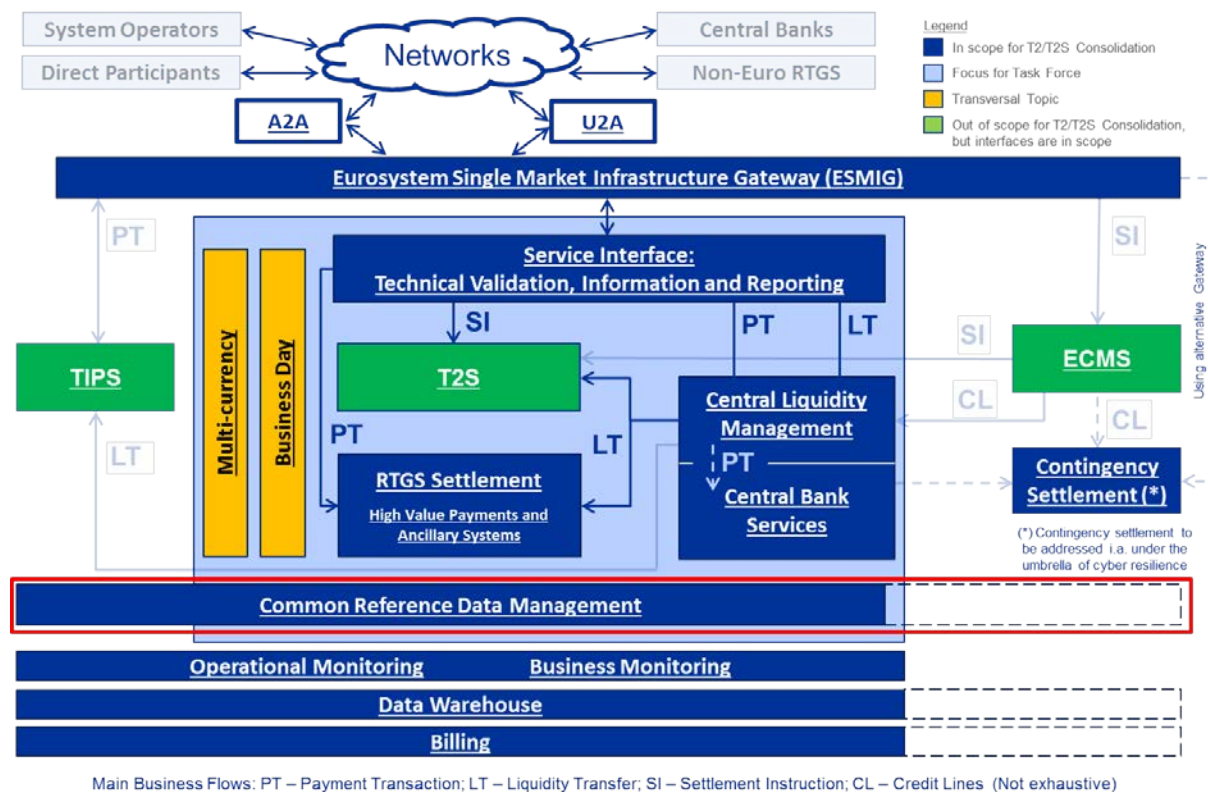 System Operators
Direct Participants
Networks
Central Banks
Non-Euro RTGS
Legend
In scope for T2/T2S Consolidation
Focus for Task Force
Transversal Topic
Out of scope for T2/T2S Consolidation,
but interfaces are in scope
A2A
U2A
Eurosystem Single Market Infrastructure Gateway (ESMIG)
PT
SI
Using alternative Gateway
Multi-currency
Business Day
Service Interface:
Technical Validation, Information and Reporting
SI
PT
LT
SI
TIPS
T2S
ECMS
Central Liquidity
Management
CL
CL
PT
LT
LT
PT
RTGS Settlement
High Value Payments and
Ancillary Systems
Central Bank
Services
Contingency
Settlement (*)
(*) Contingency settlement to
be addressed i.a. under the
umbrella of cyber resilience
Common Reference Data Management
Operational Monitoring
Business Monitoring
Data Warehouse
Billing
Main Business Flows: PT – Payment Transaction; LT – Liquidity Transfer; SI – Settlement Instruction; CL – Credit Lines (Not exhaustive)